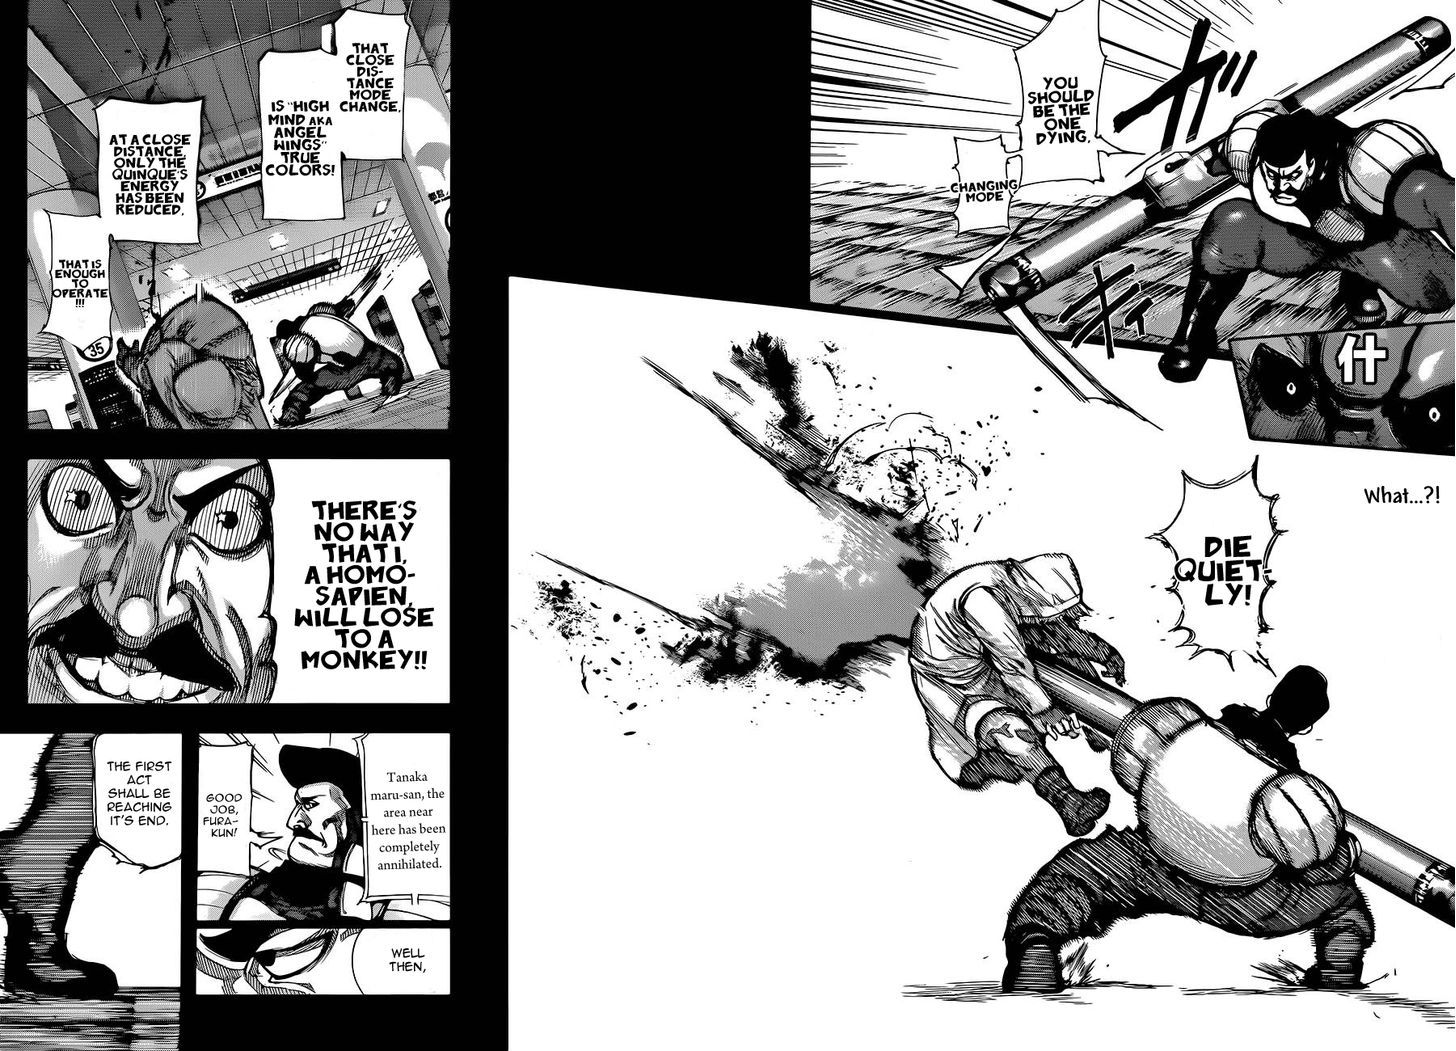 YOU
SHOULD
BE THE
ONE
DYING.
CHANGING
MODE
ガガ
ギィ
什
What...?!
DIE
QUIET-
LY!
THAT
CLOSE
DIS-
TANCE
MODE
CHANGE.
IS "HIGH
MIND AKA
ANGEL
WINGS"
TRUE
COLORS!
AT A CLOSE
DISTANCE,
ONLY THE
QUINQUE'S
ENERGY
HAS BEEN
REDUCED.
THAT IS
ENOUGH
TO
OPERATE
!!!
35
THERE'S
NO WAY
THAT I,
A HOMO-
SAPIEN,
WILL LOSE
TO A
MONKEY!!
Tanaka
maru-san, the
area near
here has been
completely
annihilated.
GOOD
JOB,
FURA-
KUN!
WELL
THEN,
THE FIRST
ACT
SHALL BE
REACHING
IT'S END.